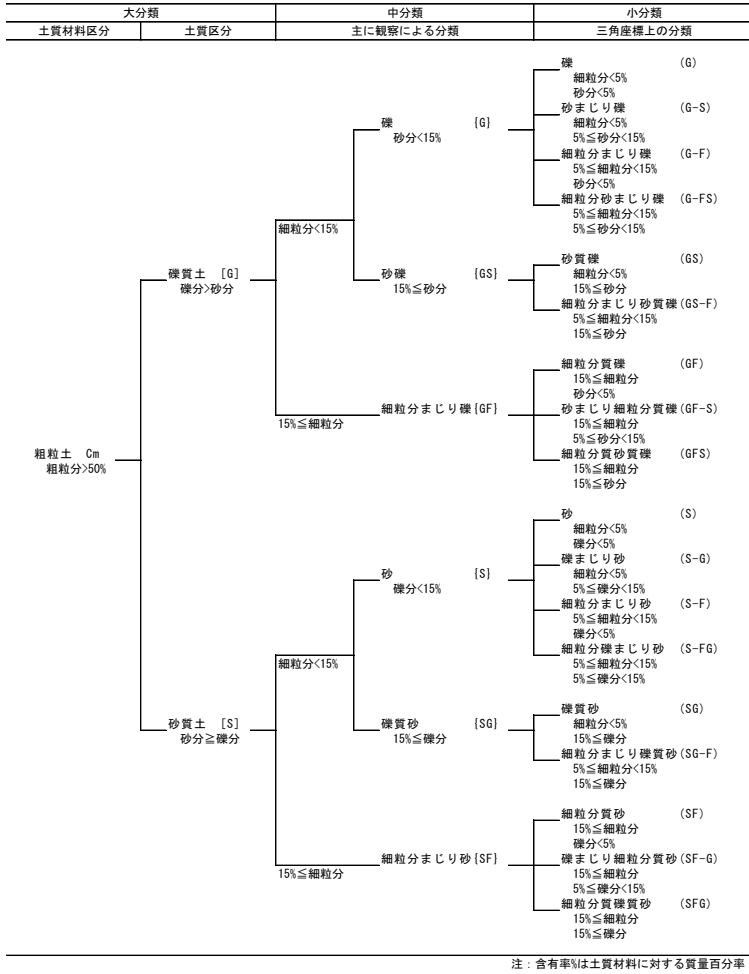 大分類 中分類 小分類
土質材料区分 土質区分 主に観察による分類 三角座標上の分類
礫 (G)
細粒分<5%
砂分<5%
砂まじり礫 (G-S)
細粒分<5%
5%≦砂分<15%
細粒分まじり礫 (G-F)
5%≦細粒分<15%
砂分<5%
細粒分砂まじり礫 (G-FS)
5%≦細粒分<15%
5%≦砂分<15%
礫 {G}
砂分<15%
細粒分<15%
砂礫 {GS}
15%≦砂分
砂質礫 (GS)
細粒分<5%
15%≦砂分
細粒分まじり砂質礫(GS-F)
5%≦細粒分<15%
15%≦砂分
礫質土 [G]
礫分>砂分
15%≦細粒分
細粒分まじり礫{GF}
細粒分質礫 (GF)
15%≦細粒分
砂分<5%
砂まじり細粒分質礫(GF-S)
15%≦細粒分
5%≦砂分<15%
細粒分質砂質礫 (GFS)
15%≦細粒分
15%≦砂分
粗粒土 Cm
粗粒分>50%
砂 (S)
細粒分<5%
礫分<5%
礫まじり砂 (S-G)
細粒分<5%
5%≦礫分<15%
細粒分まじり砂 (S-F)
5%≦細粒分<15%
礫分<5%
細粒分礫まじり砂 (S-FG)
5%≦細粒分<15%
5%≦礫分<15%
砂 {S}
礫分<15%
細粒分<15%
礫質砂 {SG}
15%≦礫分
礫質砂 (SG)
細粒分<5%
15%≦礫分
細粒分まじり礫質砂(SG-F)
5%≦細粒分<15%
15%≦礫分
砂質土 [S]
砂分≧礫分
15%≦細粒分
細粒分まじり砂{SF}
細粒分質砂 (SF)
15%≦細粒分
礫分<5%
礫まじり細粒分質砂(SF-G)
15%≦細粒分
5%≦礫分<15%
細粒分質礫質砂 (SFG)
15%≦細粒分
15%≦礫分
注:含有率%は土質材料に対する質量百分率